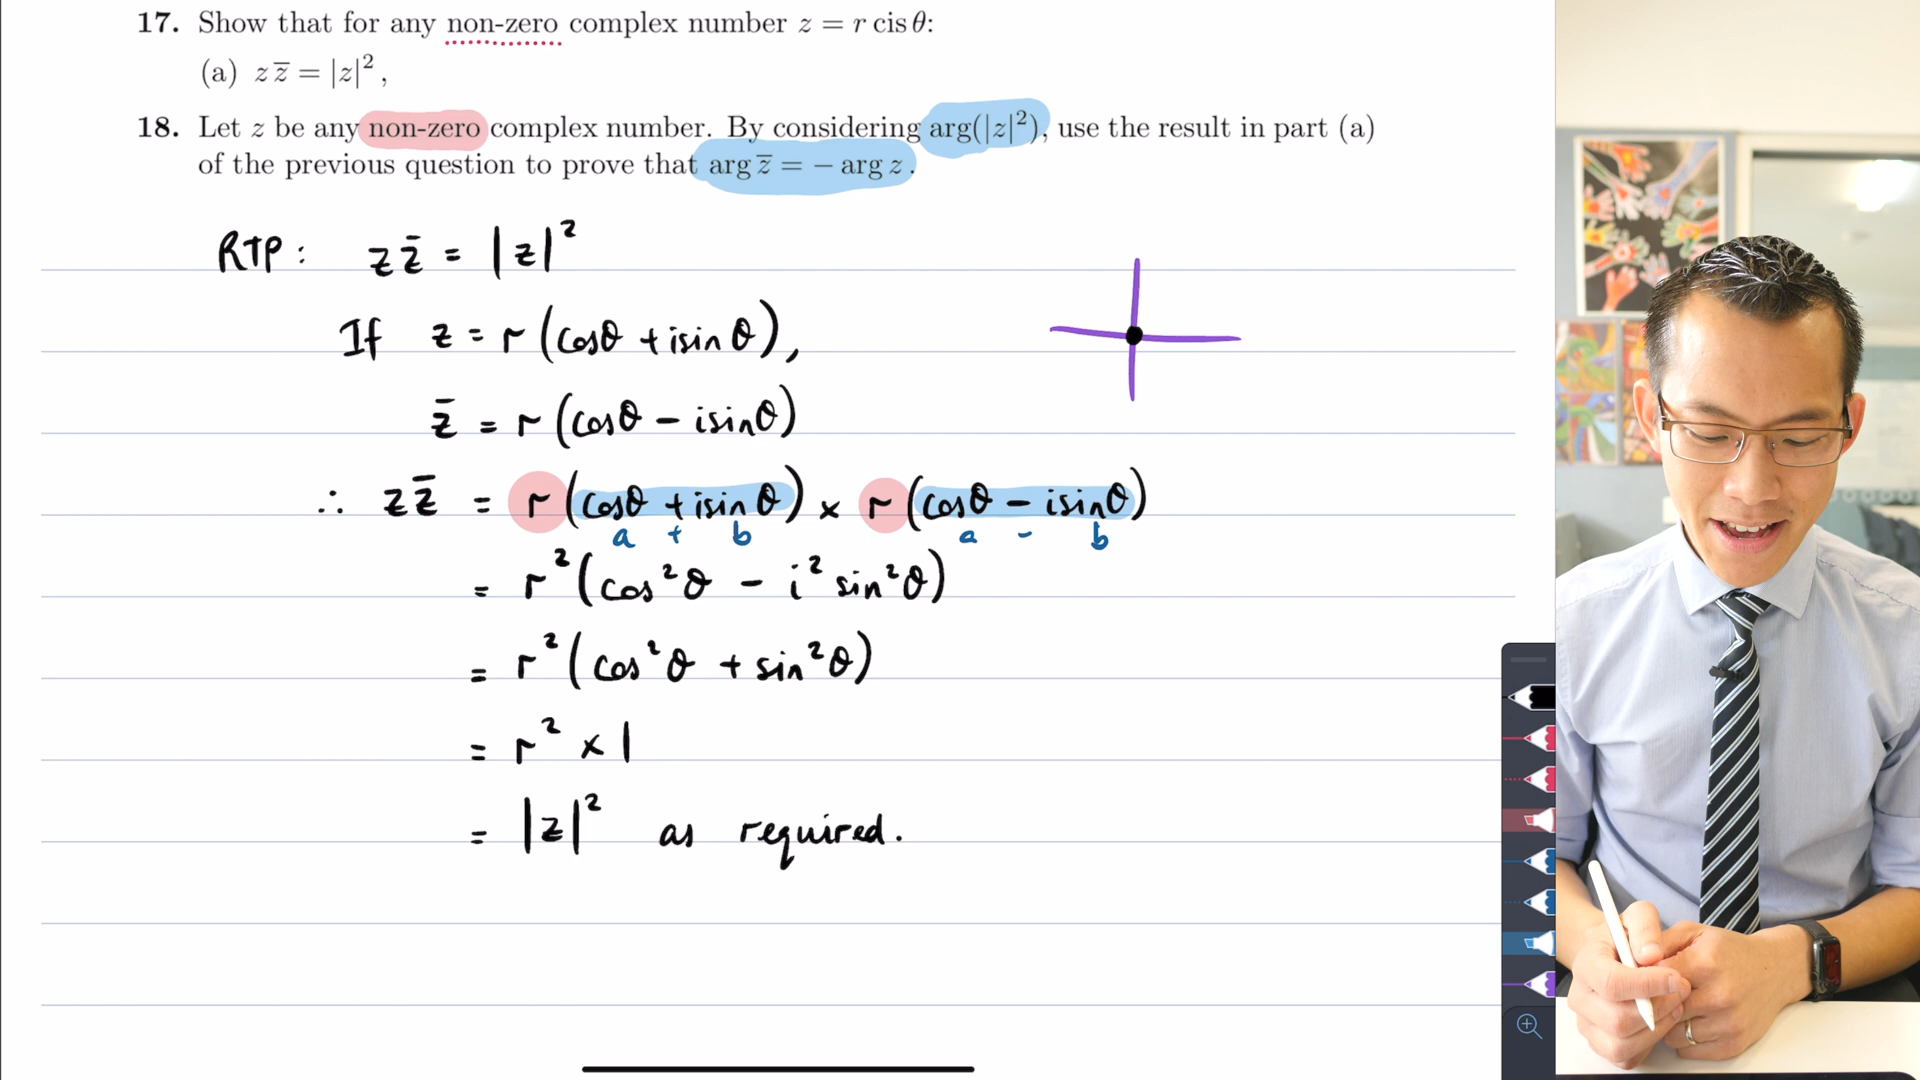 17. Show that for any non-zero complex number z = r cis θ:
(a) z z̅ = |z|²,
18. Let z be any non-zero complex number. By considering arg(|z|²), use the result in part (a)
of the previous question to prove that arg z̅ = − arg z.
RTP: z z̅ = |z|²
If z = r (cosθ + isinθ),
z̅ = r (cosθ − isinθ)
∴ z z̅ = r (cosθ + isinθ) × r (cosθ − isinθ)
a + b a − b
= r² (cos²θ − i² sin²θ)
= r² (cos²θ + sin²θ)
= r² × 1
= |z|² as required.